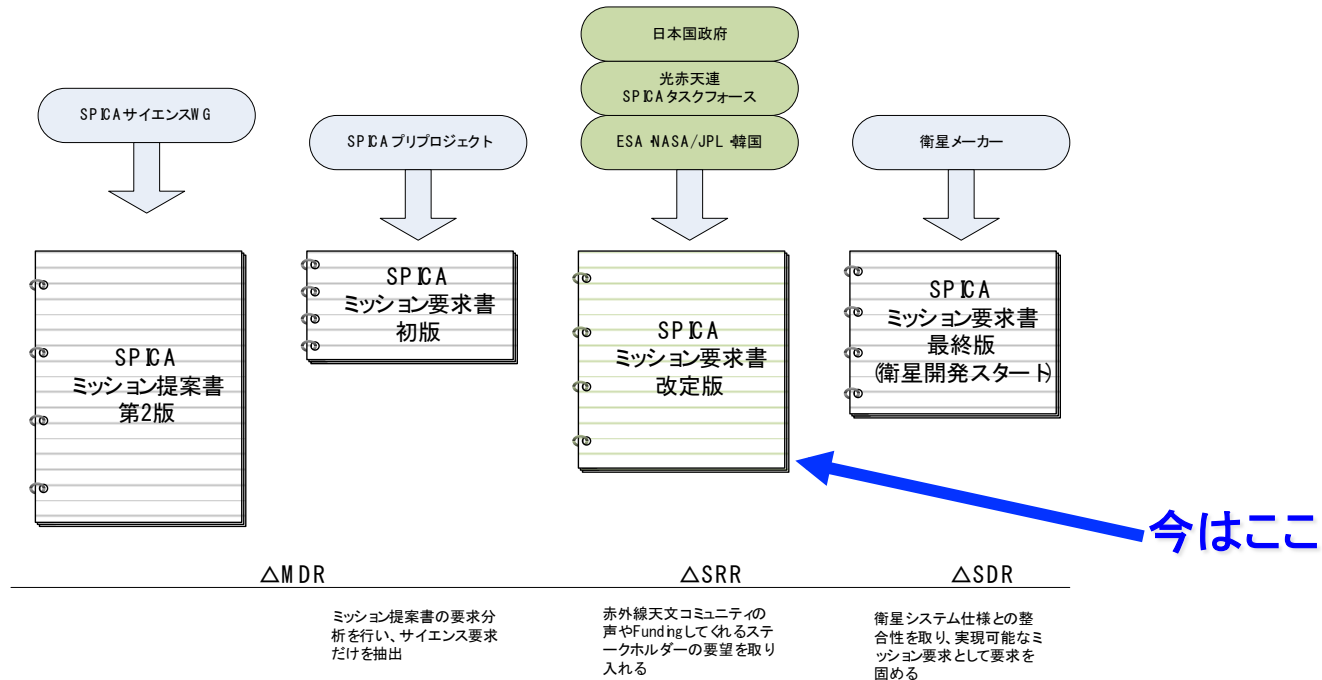 日本国政府
光赤天連
SPICAタスクフォース
ESA・NASA/JPL・韓国
SPICAサイエンスWG
SPICAプリプロジェクト
衛星メーカー
SPICA
ミッション提案書
第2版
SPICA
ミッション要求書
初版
SPICA
ミッション要求書
改定版
SPICA
ミッション要求書
最終版
(衛星開発スタート)
今はここ
△MDR
△SRR
△SDR
ミッション提案書の要求分
析を行い、サイエンス要求
だけを抽出
赤外線天文コミュニティの
声やFundingしてくれるステ
ークホルダーの要望を取り
入れる
衛星システム仕様との整
合性を取り、実現可能なミ
ッション要求として要求を
固める